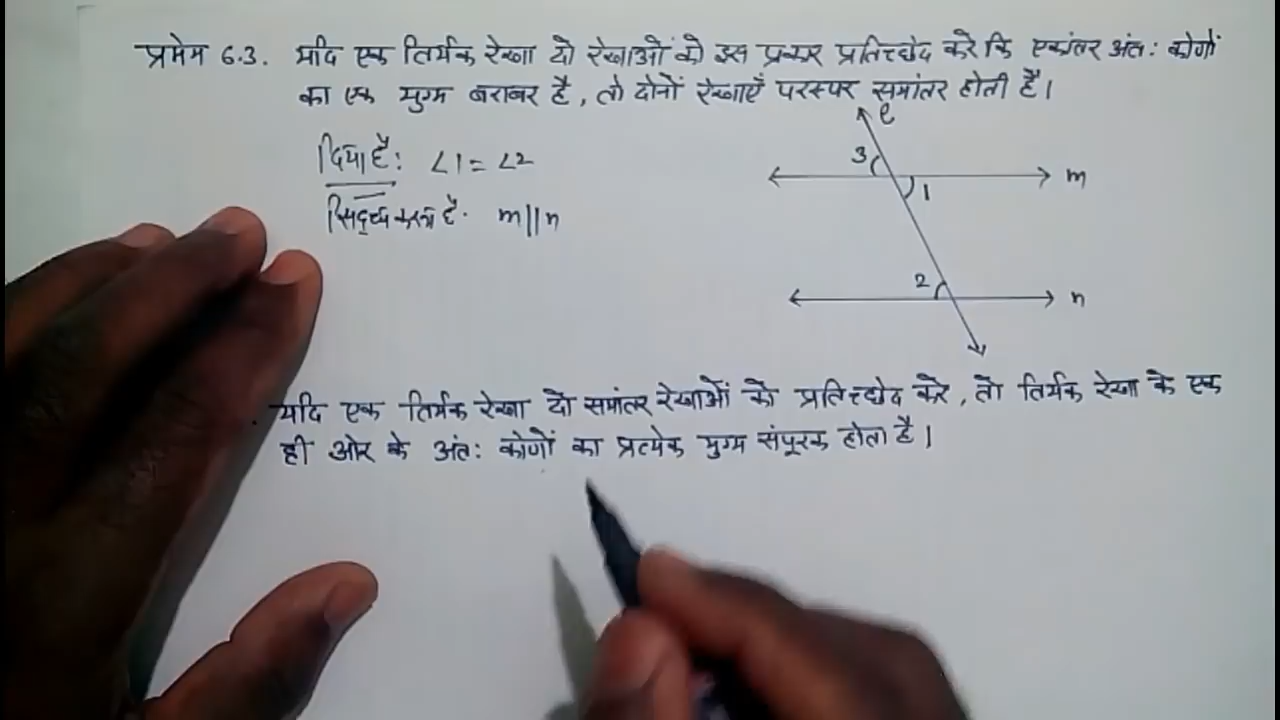 प्रमेय 6.3. यदि एक तिर्यक रेखा दो रेखाओं को इस प्रकार प्रतिच्छेद करे कि एकांतर अंतः कोणों
का एक युग्म बराबर है, तो दोनों रेखाएँ परस्पर समांतर होती है।
दिया है: ∠1 = ∠2
सिद्ध करना है. m||n
l
3
m
1
2
n
यदि एक तिर्यक रेखा दो समांतर रेखाओं को प्रतिच्छेद करे, तो तिर्यक रेखा के एक
ही ओर के अंतः कोणों का प्रत्येक युग्म संपूरक होता है।